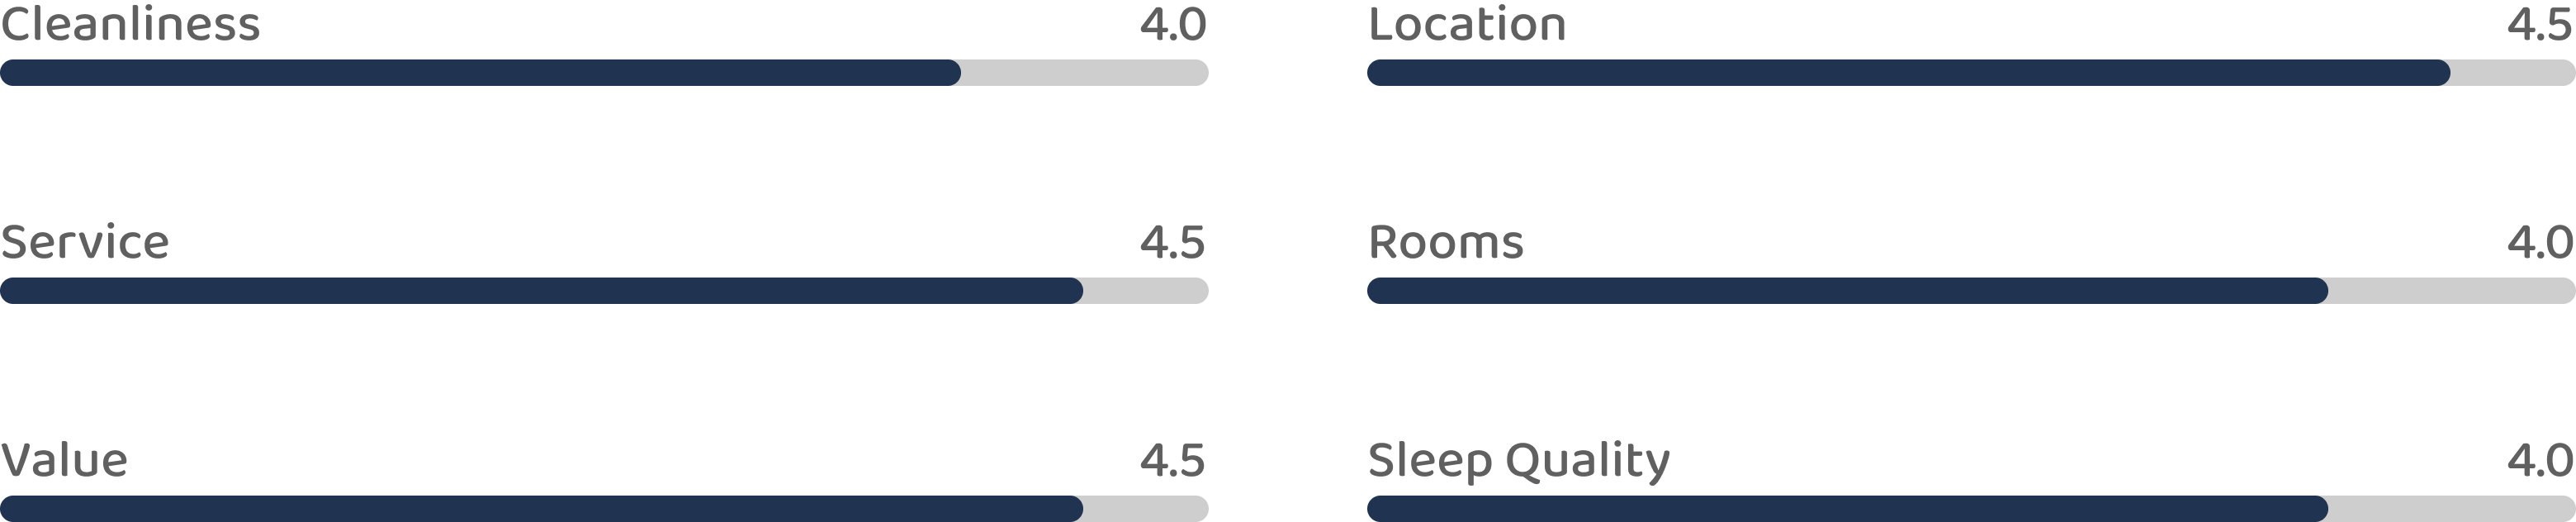 Cleanliness 4.0
Location 4.5
Service 4.5
Rooms 4.0
Value 4.5
Sleep Quality 4.0